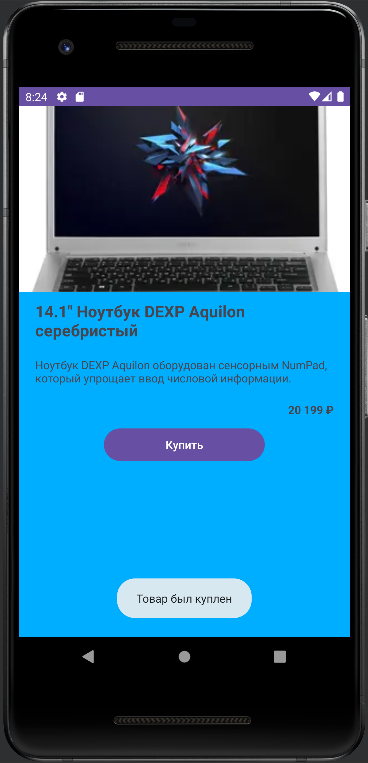 8:24
14.1" Ноутбук DEXP Aquilon
серебристый
Ноутбук DEXP Aquilon оборудован сенсорным NumPad,
который упрощает ввод числовой информации.
20 199 ₽
Купить
Товар был куплен